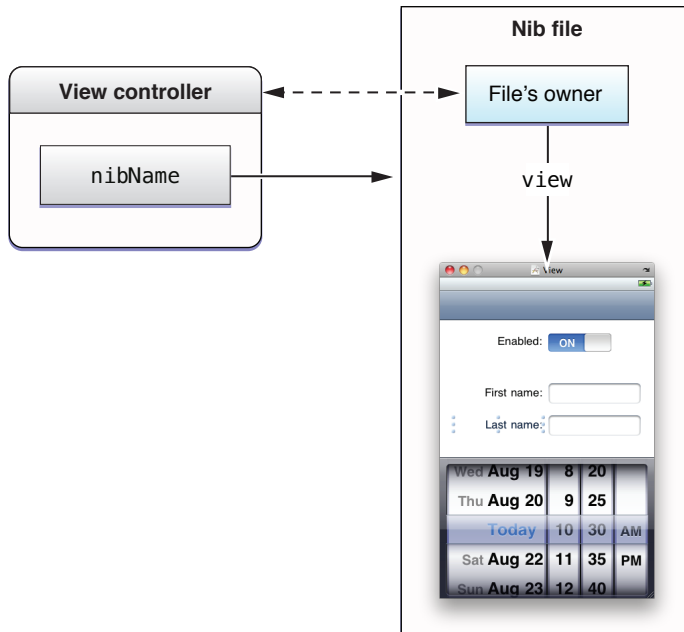 Nib file
View controller
File's owner
nibName
view
View
Enabled: ON
First name:
Last name:
Wed Aug 19 8 20
Thu Aug 20 9 25
Today 10 30 AM
Sat Aug 22 11 35 PM
Sun Aug 23 12 40